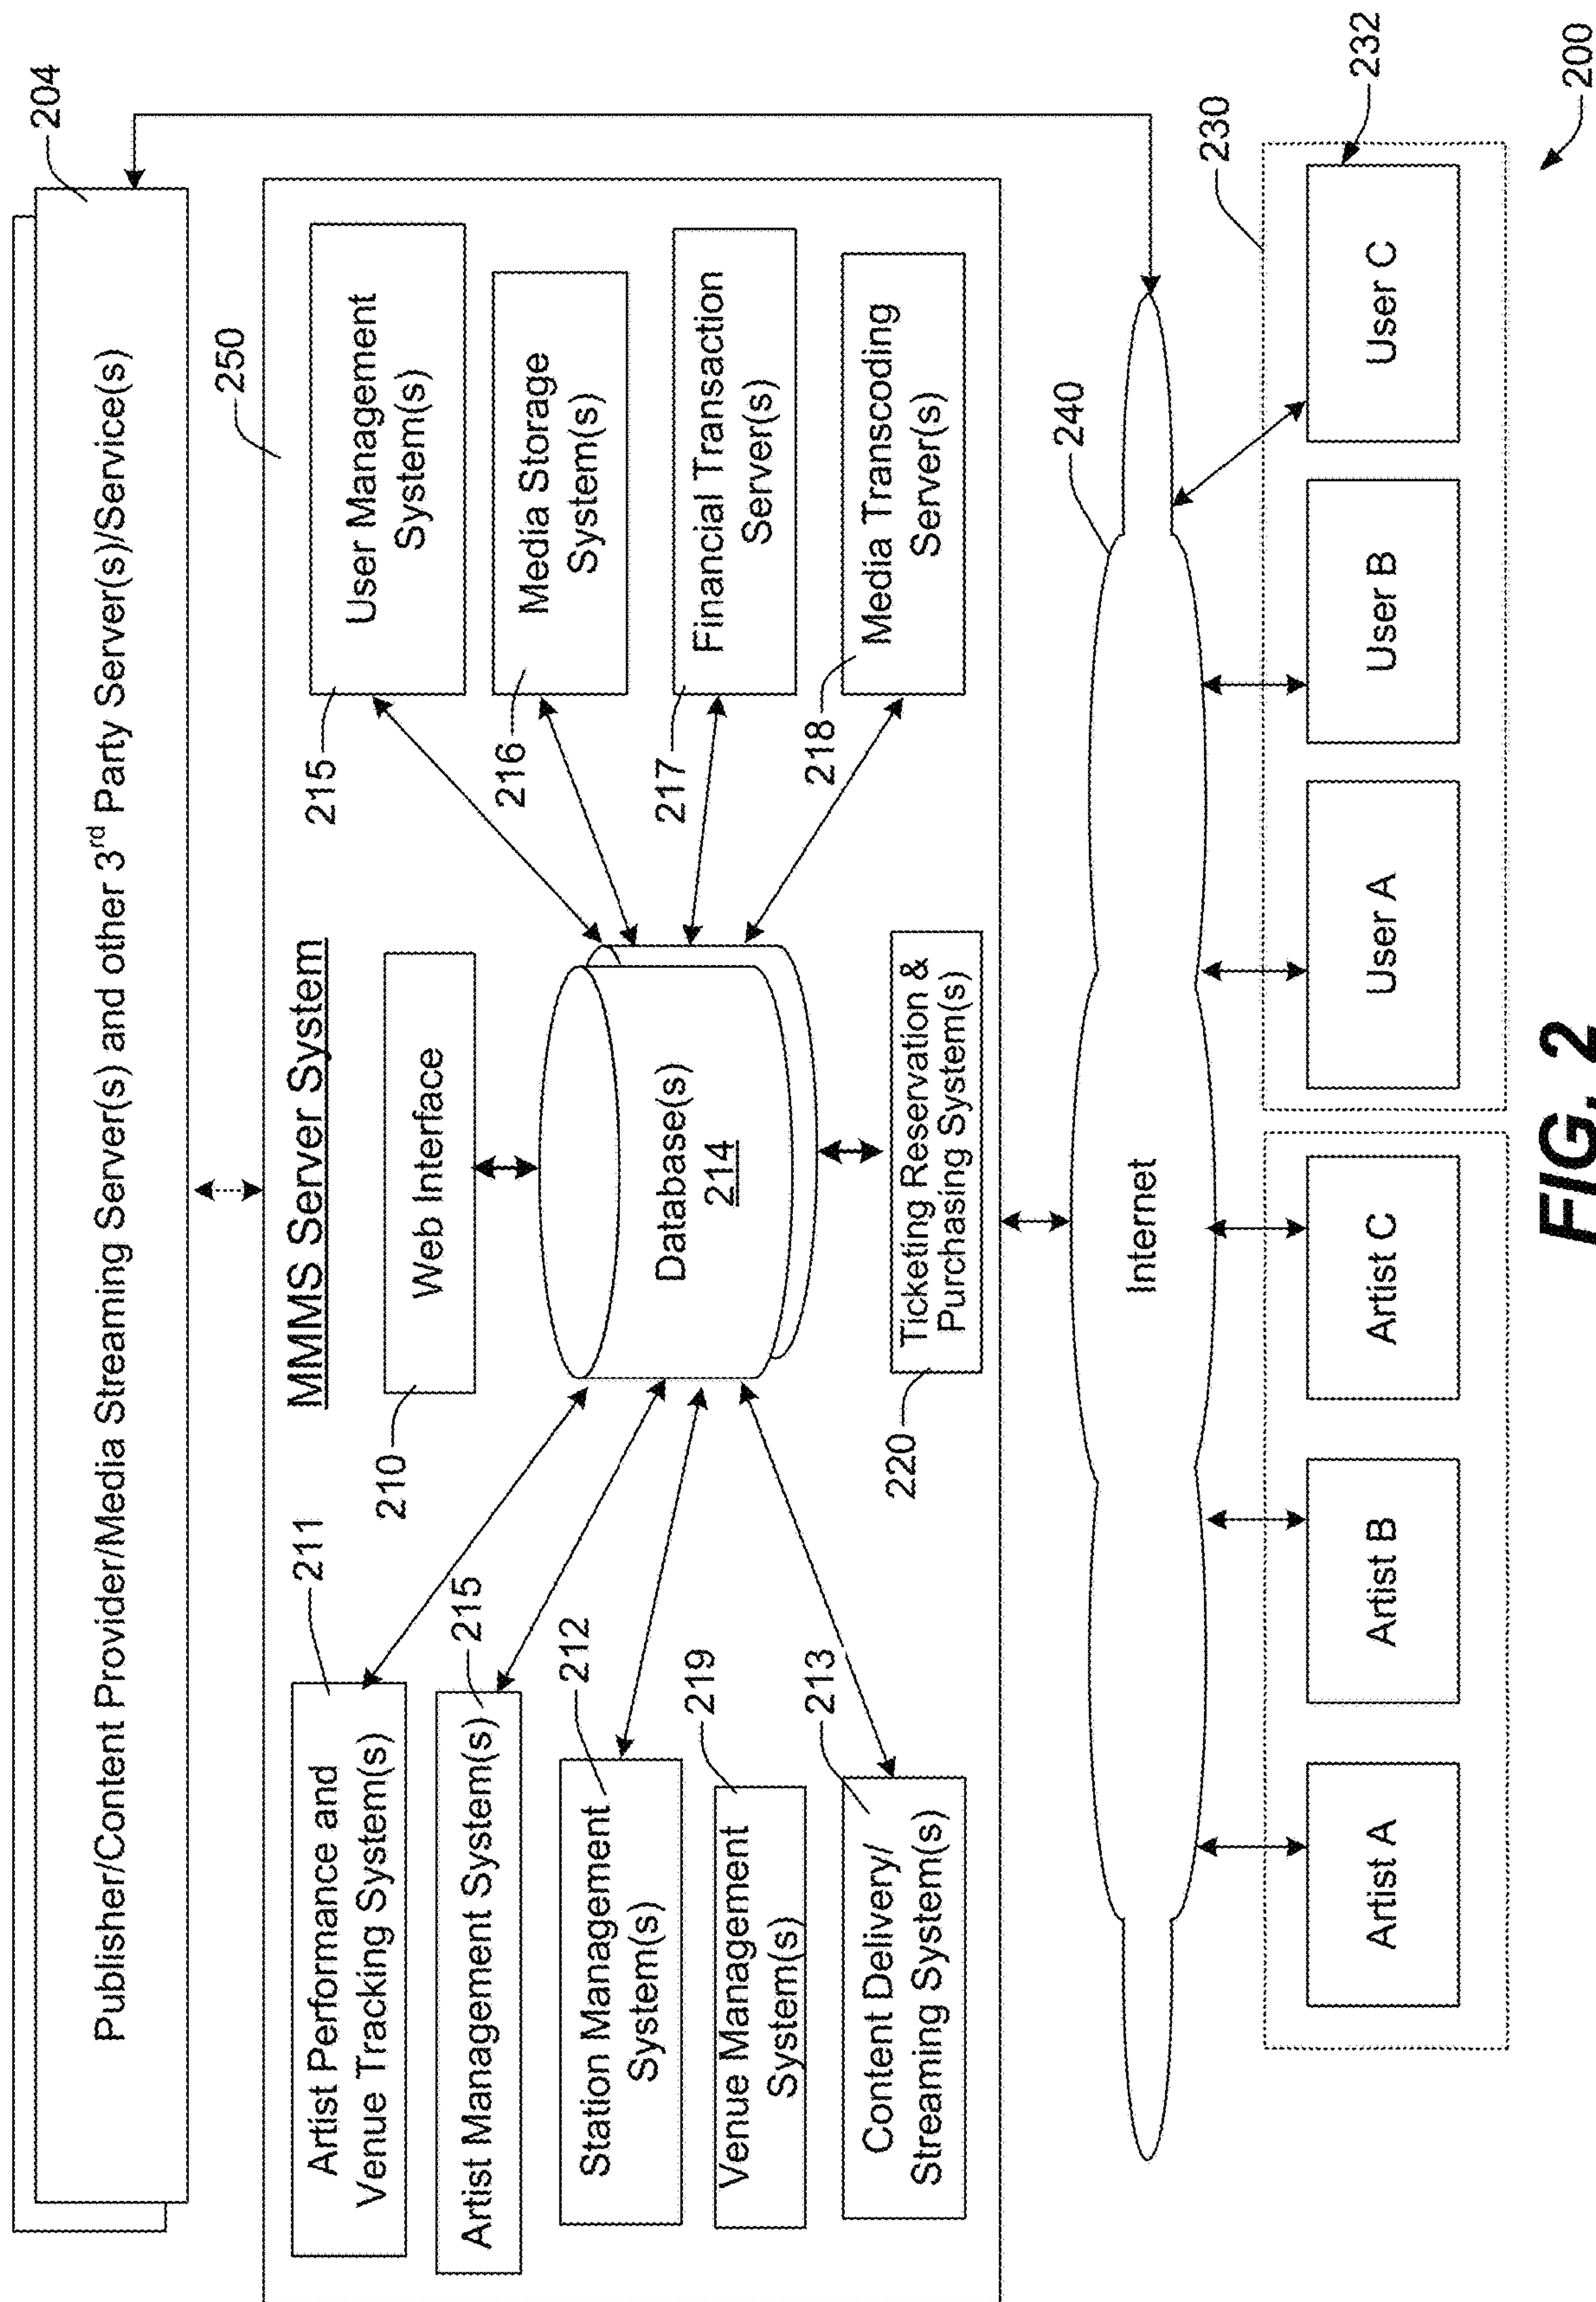 204
Publisher/Content Provider/Media Streaming Server(s) and other 3rd Party Server(s)/Service(s)
250
MMMS Server System
211
Artist Performance and
Venue Tracking System(s)
215
Artist Management System(s)
212
Station Management
System(s)
219
Venue Management
System(s)
213
Content Delivery/
Streaming System(s)
210
Web Interface
Database(s)
214
220
Ticketing Reservation &
Purchasing System(s)
215
User Management
System(s)
216
Media Storage
System(s)
217
Financial Transaction
Server(s)
218
Media Transcoding
Server(s)
240
Internet
230
232
Artist A
Artist B
Artist C
User A
User B
User C
200
FIG. 2